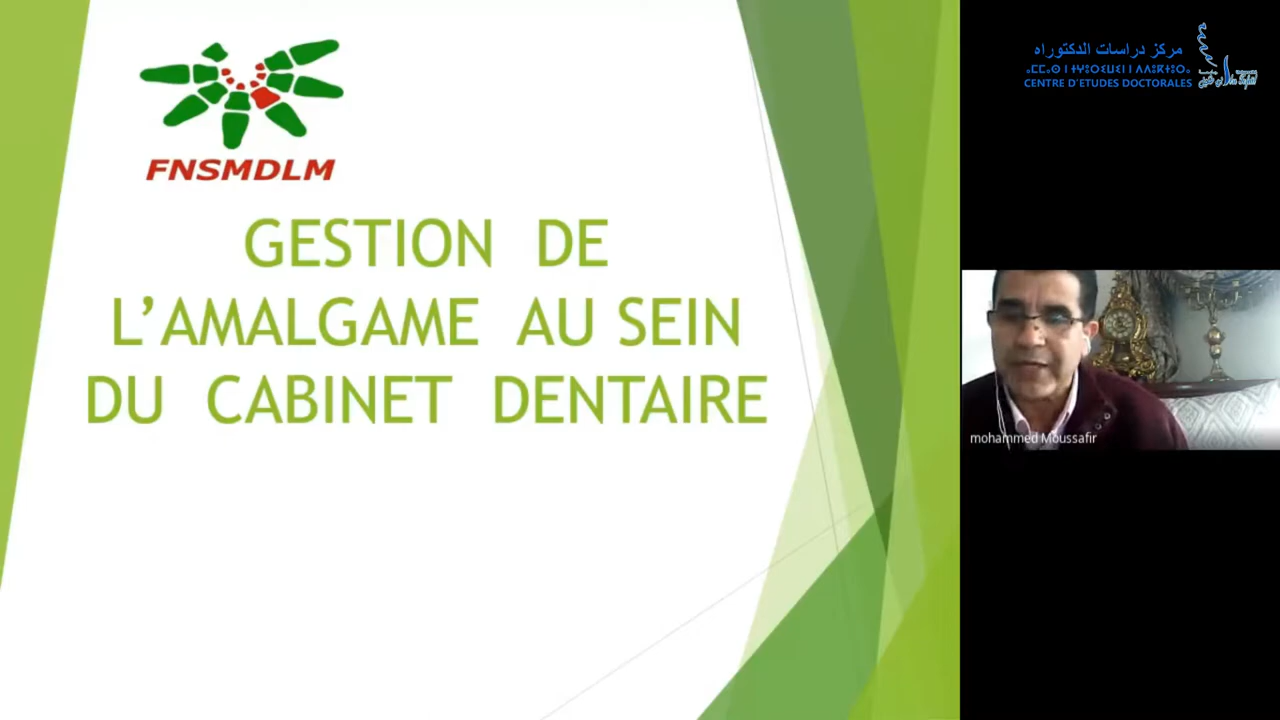 FNSMDLM
GESTION DE
L’AMALGAME AU SEIN
DU CABINET DENTAIRE
مركز دراسات الدكتوراه
CENTRE D'ETUDES DOCTORALES
mohammed Moussafir